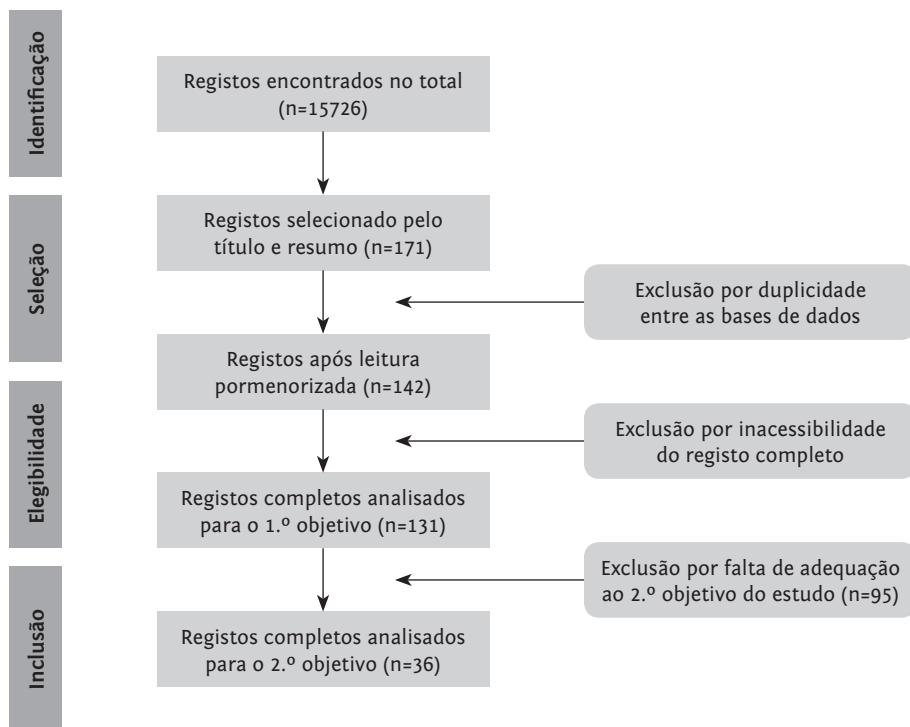 Identificação
Registos encontrados no total
(n=15726)
Seleção
Registos selecionado pelo
título e resumo (n=171)
Exclusão por duplicidade
entre as bases de dados
Registos após leitura
pormenorizada (n=142)
Elegibilidade
Exclusão por inacessibilidade
do registo completo
Registos completos analisados
para o 1.º objetivo (n=131)
Inclusão
Exclusão por falta de adequação
ao 2.º objetivo do estudo (n=95)
Registos completos analisados
para o 2.º objetivo (n=36)